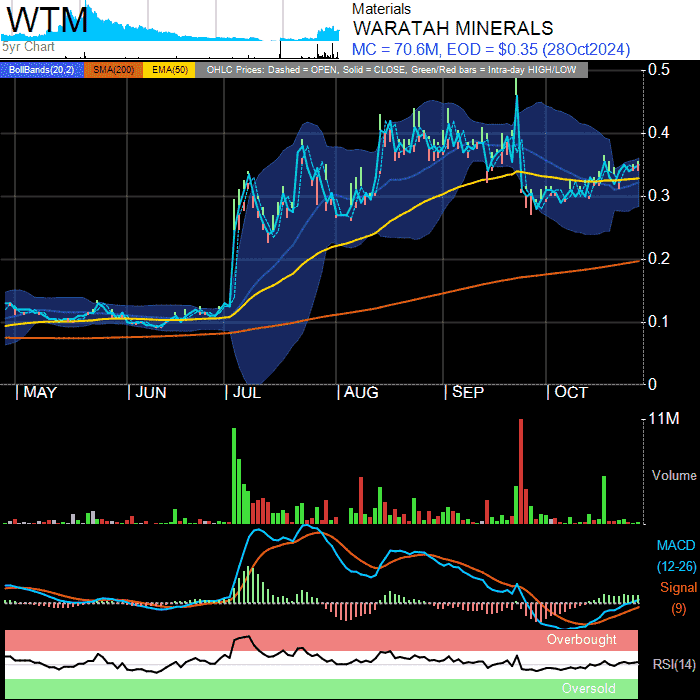 WTM
5yr Chart
Materials
WARATAH MINERALS
MC = 70.6M, EOD = $0.35 (28Oct2024)
BollBands(20,2) SMA(200) EMA(50) OHLC Prices: Dashed = OPEN, Solid = CLOSE, Green/Red bars = Intra-day HIGH/LOW
0.5
0.4
0.3
0.2
0.1
0
MAY JUN JUL AUG SEP OCT
11M
Volume
MACD
(12-26)
Signal
(9)
Overbought
RSI(14)
Oversold